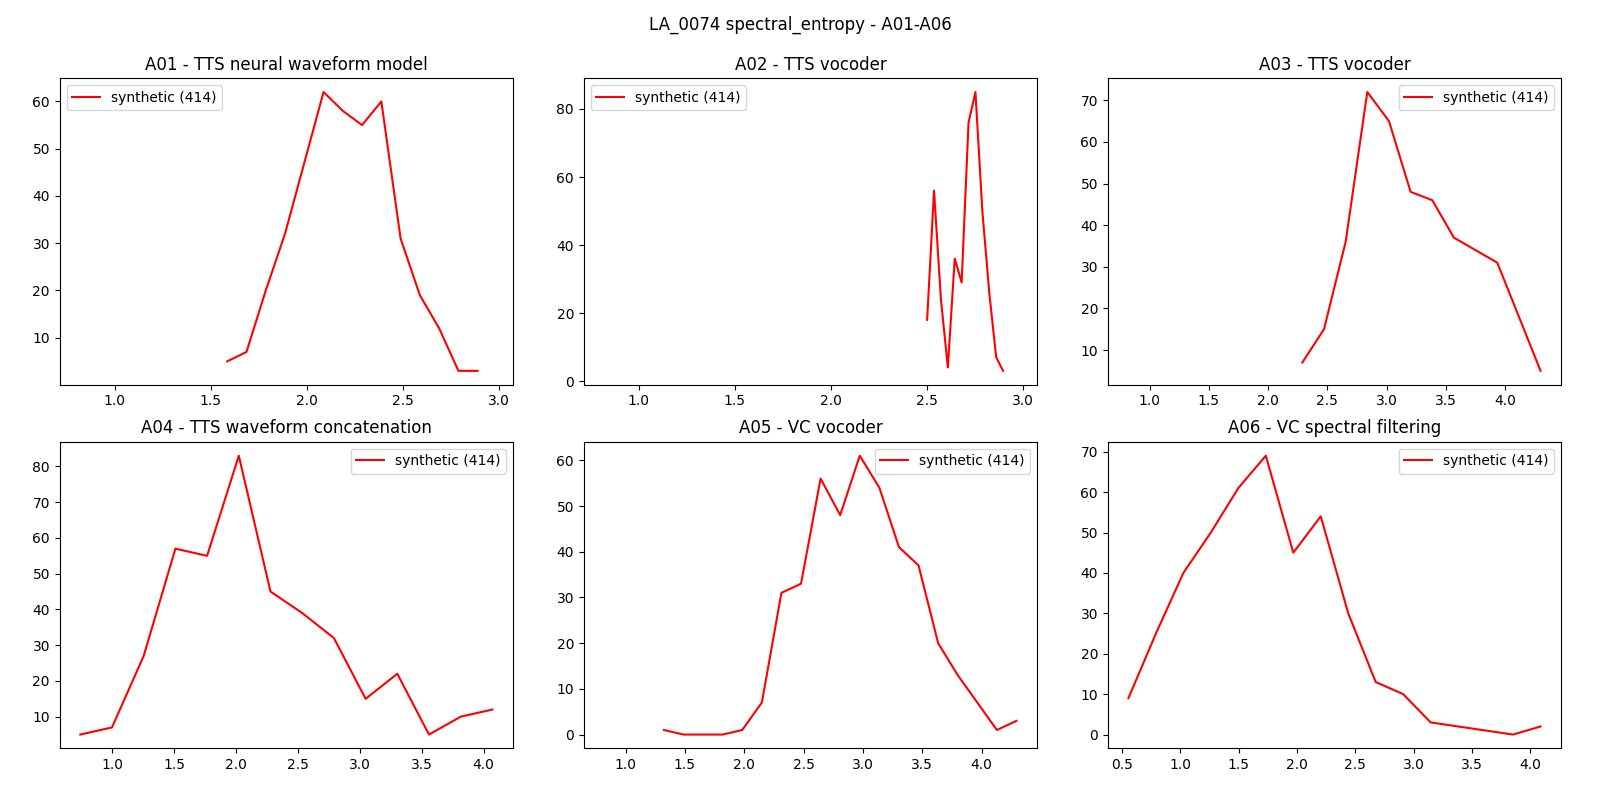 LA_0074 spectral_entropy - A01-A06
A01 - TTS neural waveform model
synthetic (414)
60
50
40
30
20
10
1.0 1.5 2.0 2.5 3.0
A02 - TTS vocoder
synthetic (414)
80
60
40
20
0
1.0 1.5 2.0 2.5 3.0
A03 - TTS vocoder
synthetic (414)
70
60
50
40
30
20
10
1.0 1.5 2.0 2.5 3.0 3.5 4.0
A04 - TTS waveform concatenation
synthetic (414)
80
70
60
50
40
30
20
10
1.0 1.5 2.0 2.5 3.0 3.5 4.0
A05 - VC vocoder
synthetic (414)
60
50
40
30
20
10
0
1.0 1.5 2.0 2.5 3.0 3.5 4.0
A06 - VC spectral filtering
synthetic (414)
70
60
50
40
30
20
10
0
0.5 1.0 1.5 2.0 2.5 3.0 3.5 4.0